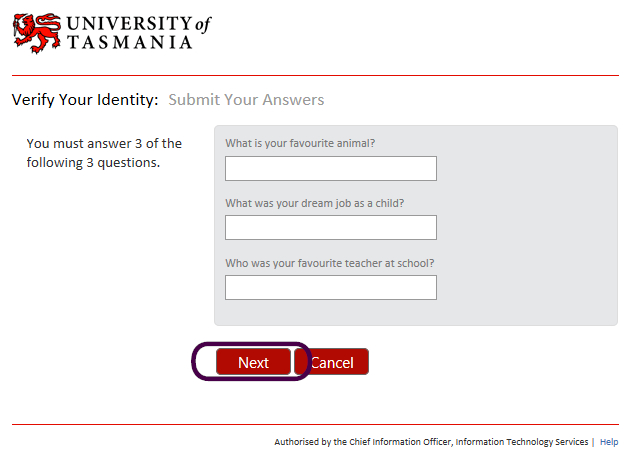 UNIVERSITY of
TASMANIA
Verify Your Identity: Submit Your Answers
You must answer 3 of the
following 3 questions.
What is your favourite animal?
What was your dream job as a child?
Who was your favourite teacher at school?
Next Cancel
Authorised by the Chief Information Officer, Information Technology Services | Help